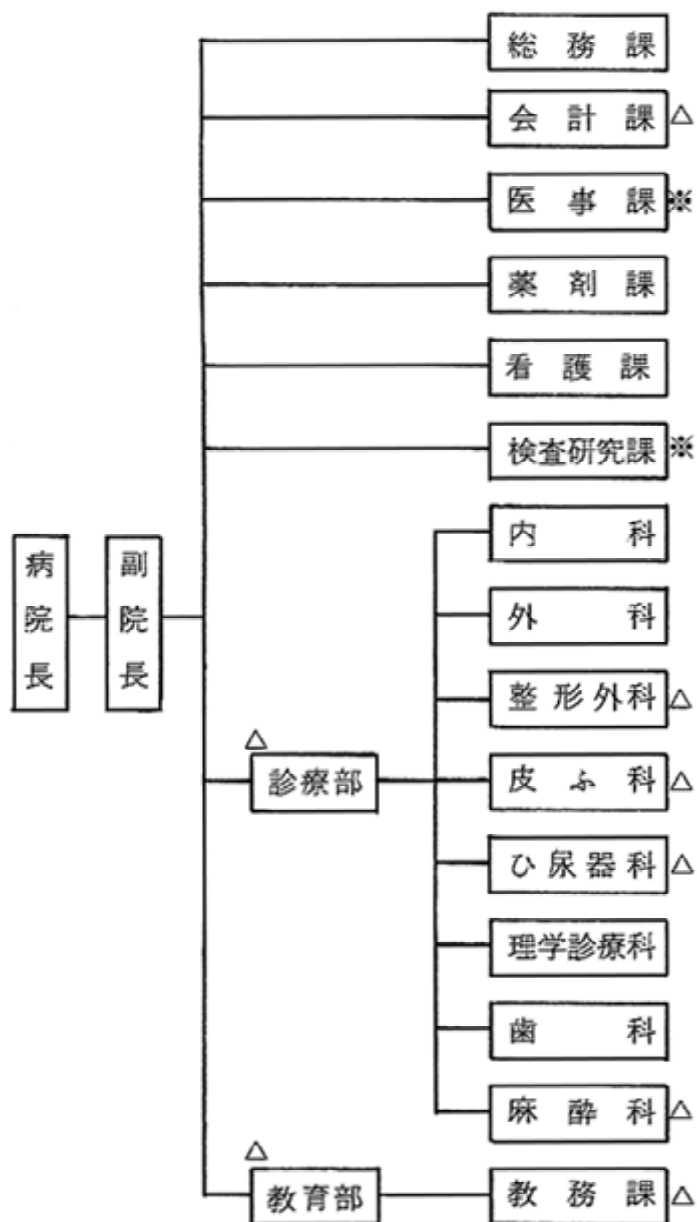 総務課
会計課△
医事課※
薬剤課
看護課
検査研究課※
病院長
副院長
内科
外科
整形外科△
△
診療部
皮ふ科△
ひ尿器科△
理学診療科
歯科
麻酔科△
△
教育部
教務課△